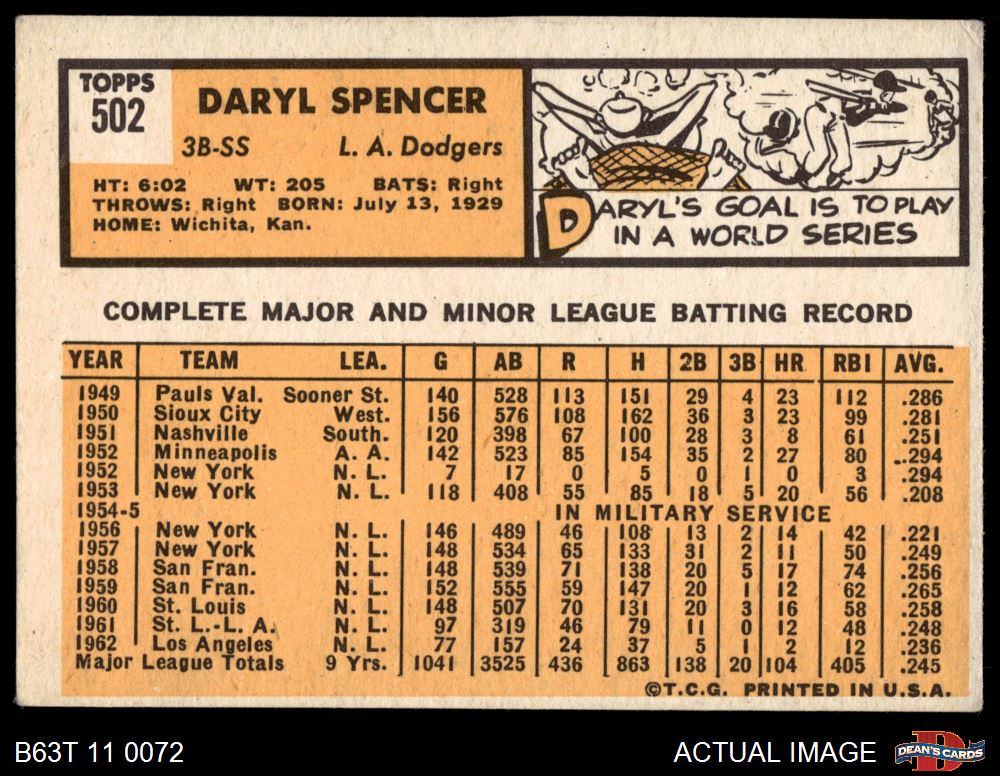 TOPPS
502
DARYL SPENCER
3B-SS L. A. Dodgers
HT: 6:02 WT: 205 BATS: Right
THROWS: Right BORN: July 13, 1929
HOME: Wichita, Kan.
DARYL'S GOAL IS TO PLAY
IN A WORLD SERIES
COMPLETE MAJOR AND MINOR LEAGUE BATTING RECORD
YEAR TEAM LEA. G AB R H 2B 3B HR RBI AVG.
1949 Pauls Val. Sooner St. 140 528 113 151 29 4 23 112 .286
1950 Sioux City West. 156 576 108 162 36 3 23 99 .281
1951 Nashville South. 120 398 67 100 28 3 8 61 .251
1952 Minneapolis A. A. 142 523 85 154 35 2 27 80 .294
1952 New York N. L. 7 17 0 5 0 1 0 3 .294
1953 New York N. L. 118 408 55 85 18 5 20 56 .208
1954-5 IN MILITARY SERVICE
1956 New York N. L. 146 489 46 108 13 2 14 42 .221
1957 New York N. L. 148 534 65 133 31 2 11 50 .249
1958 San Fran. N. L. 148 539 71 138 20 5 17 74 .256
1959 San Fran. N. L. 152 555 59 147 20 1 12 62 .265
1960 St. Louis N. L. 148 507 70 131 20 3 16 58 .258
1961 St. L.-L. A. N. L. 97 319 46 79 11 0 12 48 .248
1962 Los Angeles N. L. 77 157 24 37 5 1 2 12 .236
Major League Totals 9 Yrs. 1041 3525 436 863 138 20 104 405 .245
©T.C.G. PRINTED IN U.S.A.
B63T 11 0072 ACTUAL IMAGE DEAN'S CARDS